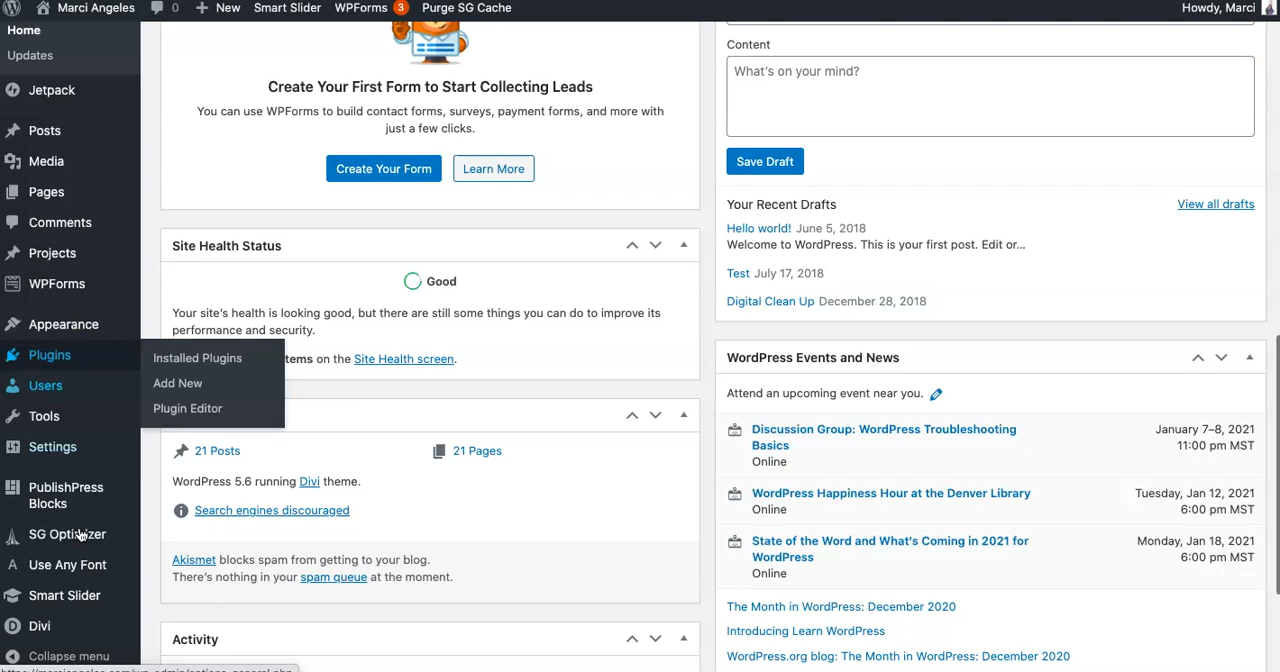 Marci Angeles
0
New
Smart Slider
WPForms 3
Purge SG Cache
Howdy, Marci
Home
Updates
Jetpack
Posts
Media
Pages
Comments
Projects
WPForms
Appearance
Plugins
Users
Tools
Settings
PublishPress
Blocks
SG Optimizer
Use Any Font
Smart Slider
Divi
Collapse menu
Installed Plugins
Add New
Plugin Editor
Create Your First Form to Start Collecting Leads
You can use WPForms to build contact forms, surveys, payment forms, and more with
just a few clicks.
Create Your Form
Learn More
Site Health Status
Good
Your site's health is looking good, but there are still some things you can do to improve its
performance and security.
on the Site Health screen.
21 Posts
21 Pages
WordPress 5.6 running Divi theme.
Search engines discouraged
Akismet blocks spam from getting to your blog.
There's nothing in your spam queue at the moment.
Activity
Content
What's on your mind?
Save Draft
Your Recent Drafts
View all drafts
Hello world! June 5, 2018
Welcome to WordPress. This is your first post. Edit or...
Test July 17, 2018
Digital Clean Up December 28, 2018
WordPress Events and News
Attend an upcoming event near you.
Discussion Group: WordPress Troubleshooting
Basics
Online
January 7–8, 2021
11:00 pm MST
WordPress Happiness Hour at the Denver Library
Online
Tuesday, Jan 12, 2021
6:00 pm MST
State of the Word and What's Coming in 2021 for
WordPress
Online
Monday, Jan 18, 2021
6:00 pm MST
The Month in WordPress: December 2020
Introducing Learn WordPress
WordPress.org blog: The Month in WordPress: December 2020